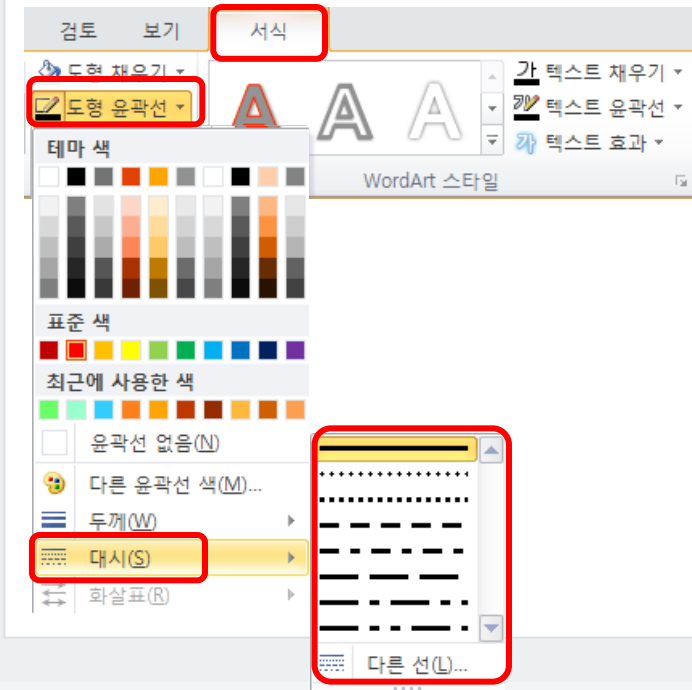 검토 보기 서식
도형 채우기
도형 윤곽선
A A A
가 텍스트 채우기
가 텍스트 윤곽선
가 텍스트 효과
WordArt 스타일
테마 색
표준 색
최근에 사용한 색
윤곽선 없음(N)
다른 윤곽선 색(M)...
두께(W)
대시(S)
화살표(R)
다른 선(L)...